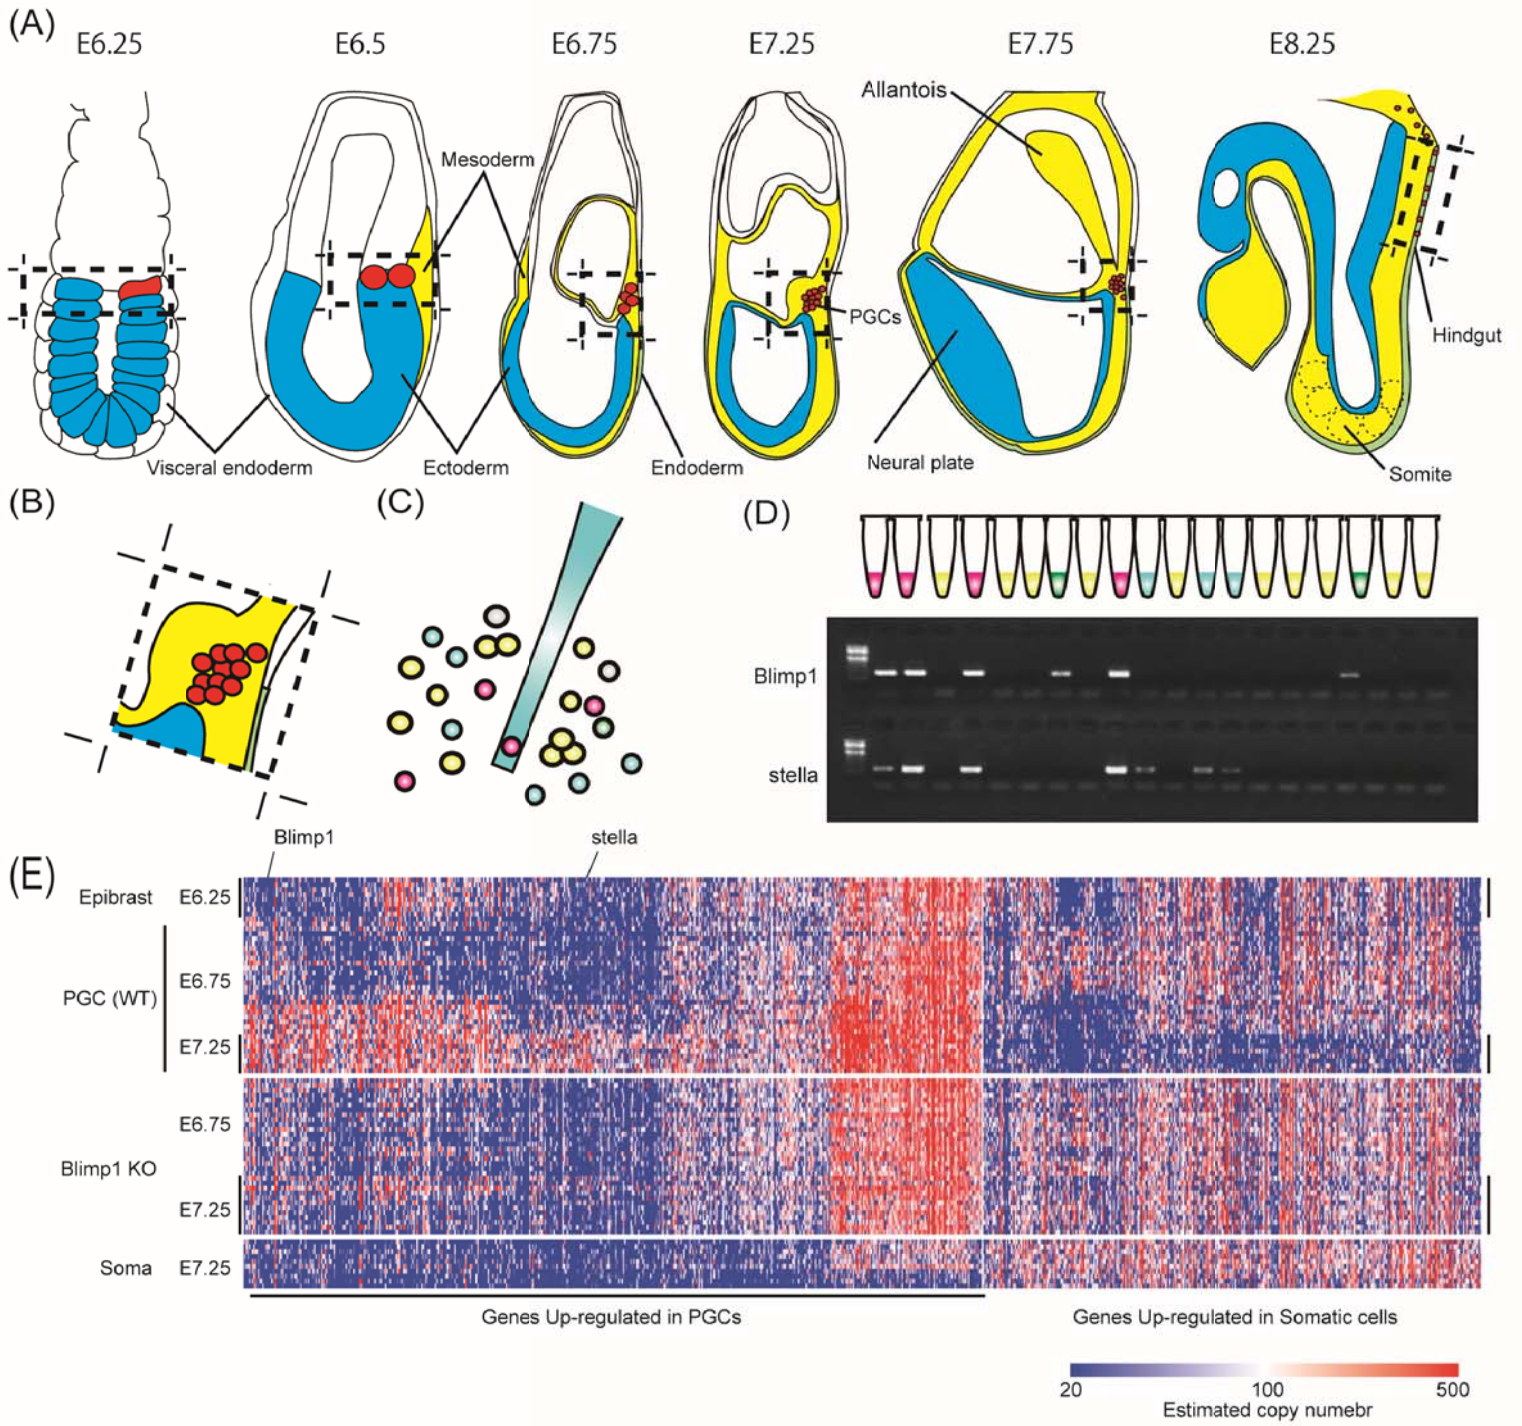 (A)
E6.25
E6.5
E6.75
E7.25
E7.75
E8.25
Allantois
Mesoderm
PGCs
Hindgut
Visceral endoderm
Ectoderm
Endoderm
Neural plate
Somite
(B)
(C)
(D)
Blimp1
stella
Blimp1
stella
(E)
Epibrast
E6.25
E6.75
PGC (WT)
E7.25
E6.75
Blimp1 KO
E7.25
Soma
E7.25
Genes Up-regulated in PGCs
Genes Up-regulated in Somatic cells
20
100
500
Estimated copy numebr